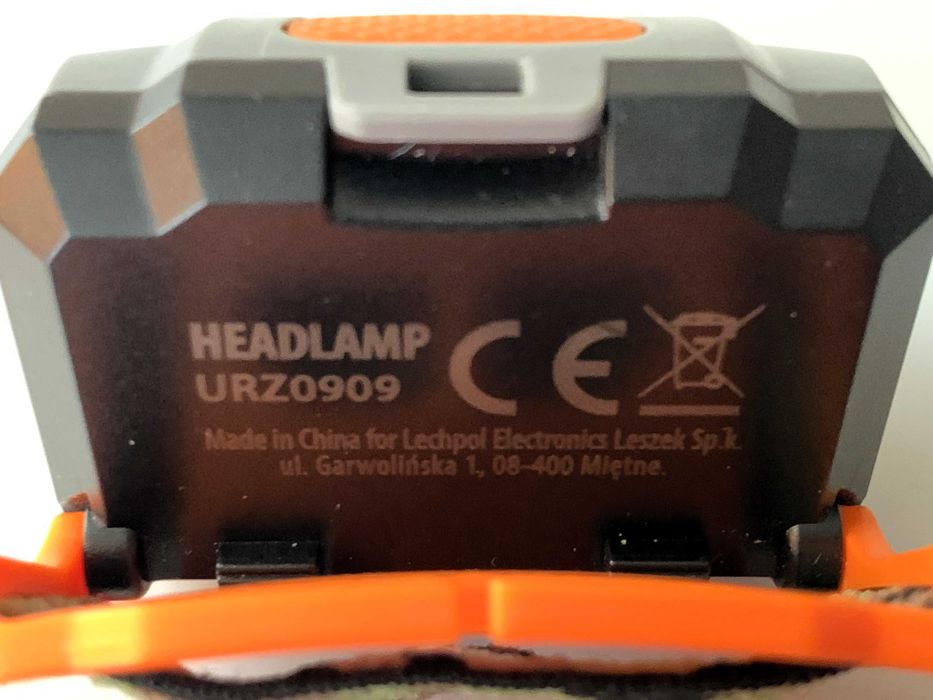 HEADLAMP
URZ0909
CE
Made in China for Lechpol Electronics Leszek Sp.k.
ul. Garwolińska 1, 08-400 Miętne.